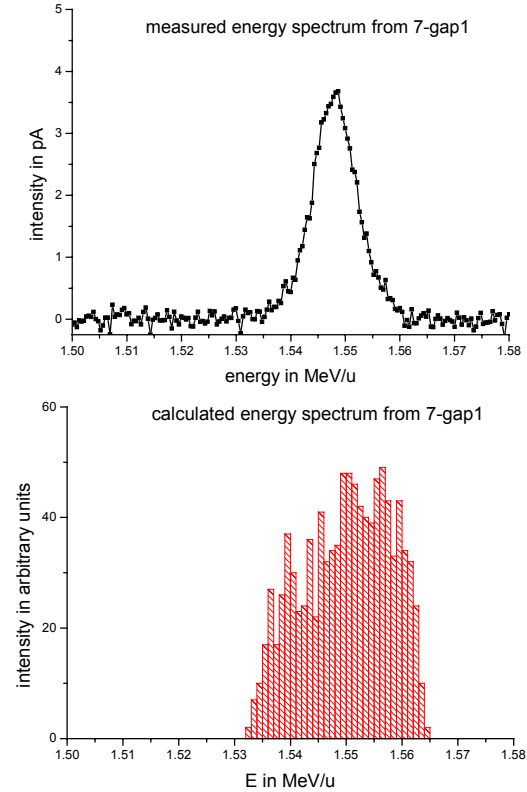 measured energy spectrum from 7-gap1
intensity in pA
5
4
3
2
1
0
1.50 1.51 1.52 1.53 1.54 1.55 1.56 1.57 1.58
energy in MeV/u
calculated energy spectrum from 7-gap1
intensity in arbitrary units
60
40
20
0
1.50 1.51 1.52 1.53 1.54 1.55 1.56 1.57 1.58
E in MeV/u